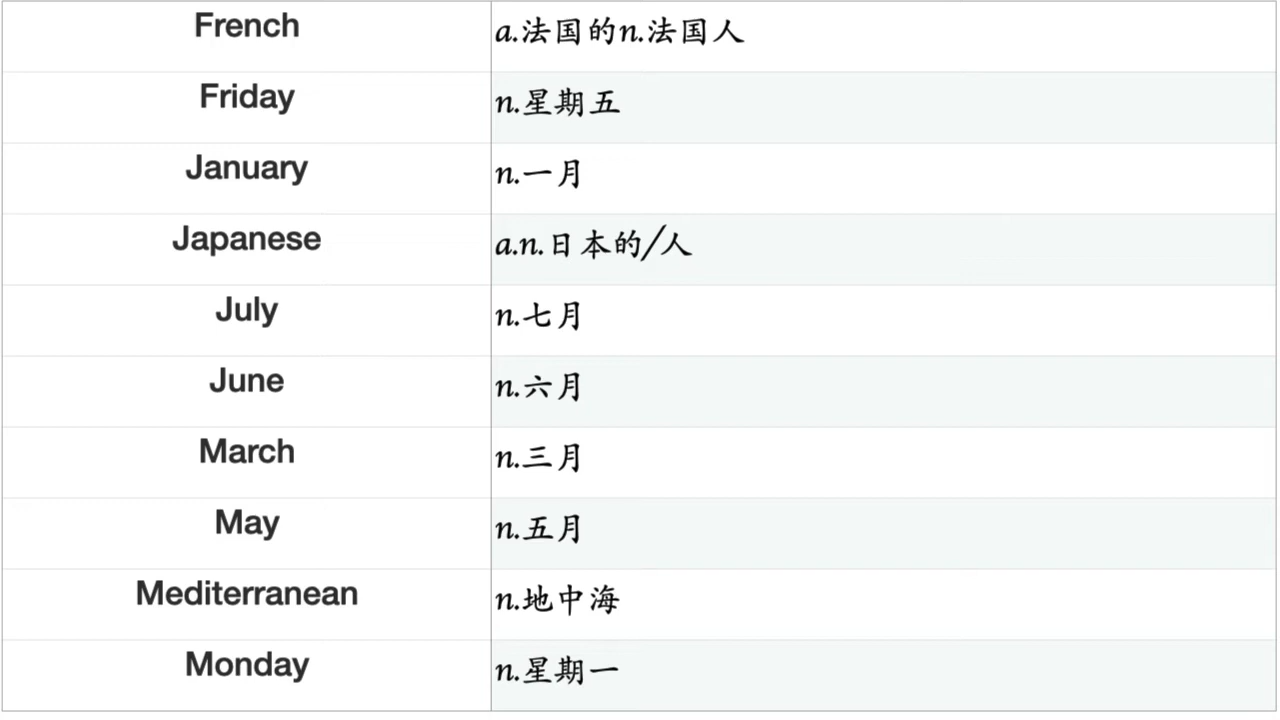 French a.法国的n.法国人
Friday n.星期五
January n.一月
Japanese a.n.日本的/人
July n.七月
June n.六月
March n.三月
May n.五月
Mediterranean n.地中海
Monday n.星期一